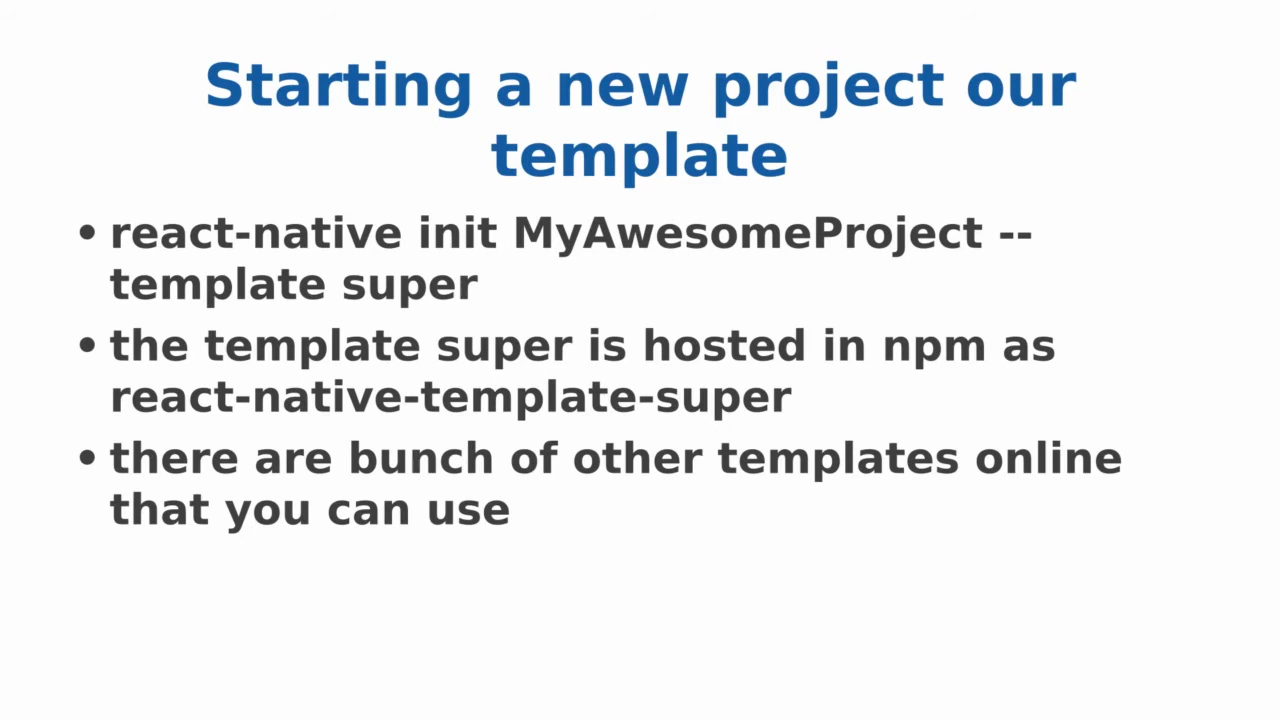 Starting a new project our
template
• react-native init MyAwesomeProject --
template super
• the template super is hosted in npm as
react-native-template-super
• there are bunch of other templates online
that you can use